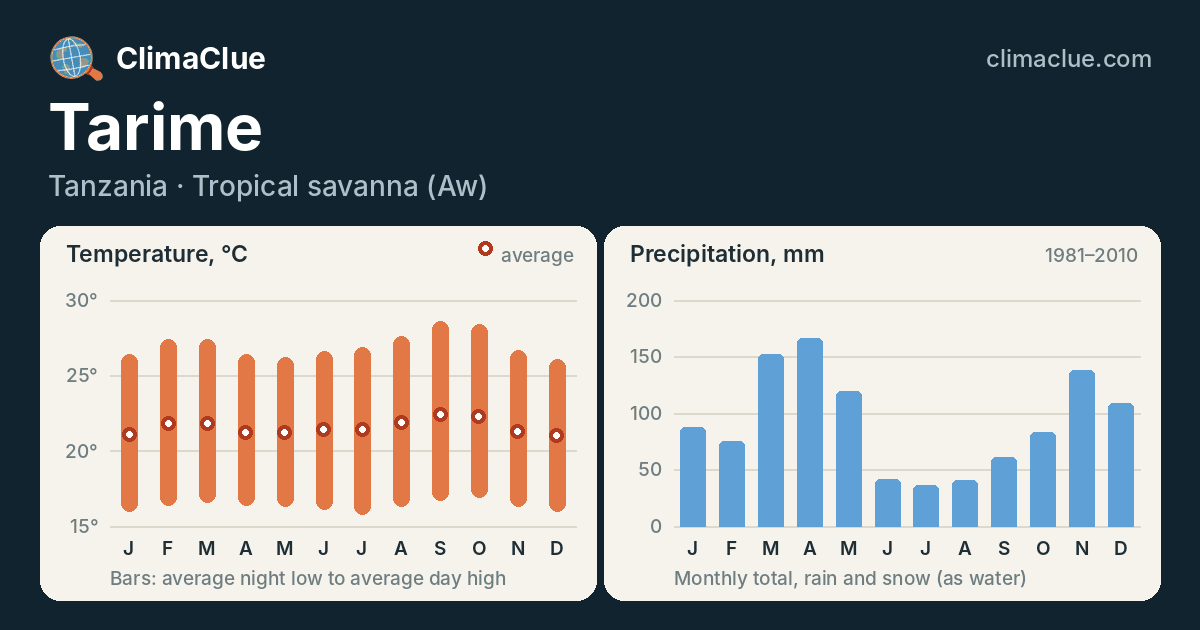 ClimaClue
climaclue.com
Tarime
Tanzania · Tropical savanna (Aw)
Temperature, °C
average
30°
25°
20°
15°
J F M A M J J A S O N D
Bars: average night low to average day high
Precipitation, mm
1981–2010
200
150
100
50
0
J F M A M J J A S O N D
Monthly total, rain and snow (as water)